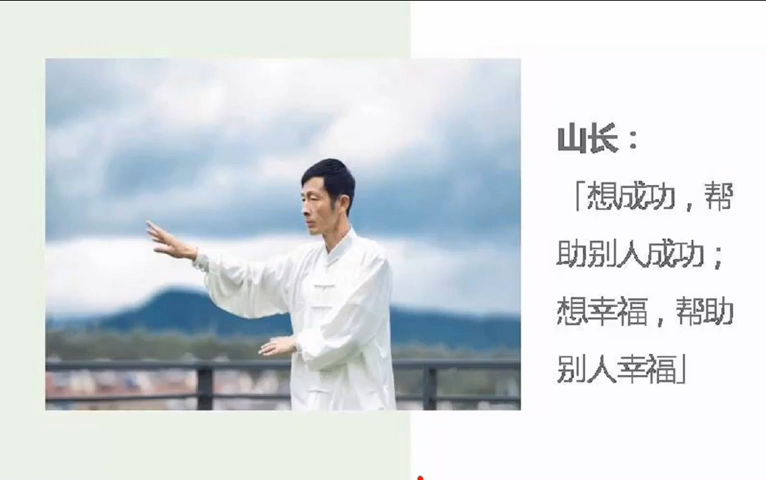 山长：
「想成功，帮
助别人成功；
想幸福，帮助
别人幸福」